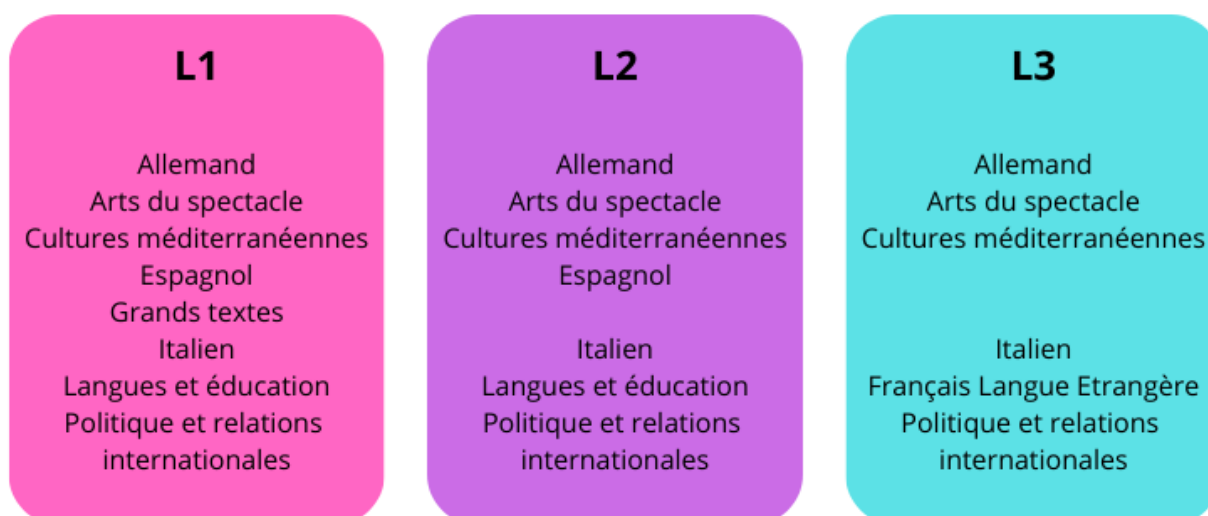 L1
Allemand
Arts du spectacle
Cultures méditerranéennes
Espagnol
Grands textes
Italien
Langues et éducation
Politique et relations
internationales
L2
Allemand
Arts du spectacle
Cultures méditerranéennes
Espagnol
Italien
Langues et éducation
Politique et relations
internationales
L3
Allemand
Arts du spectacle
Cultures méditerranéennes
Italien
Français Langue Etrangère
Politique et relations
internationales